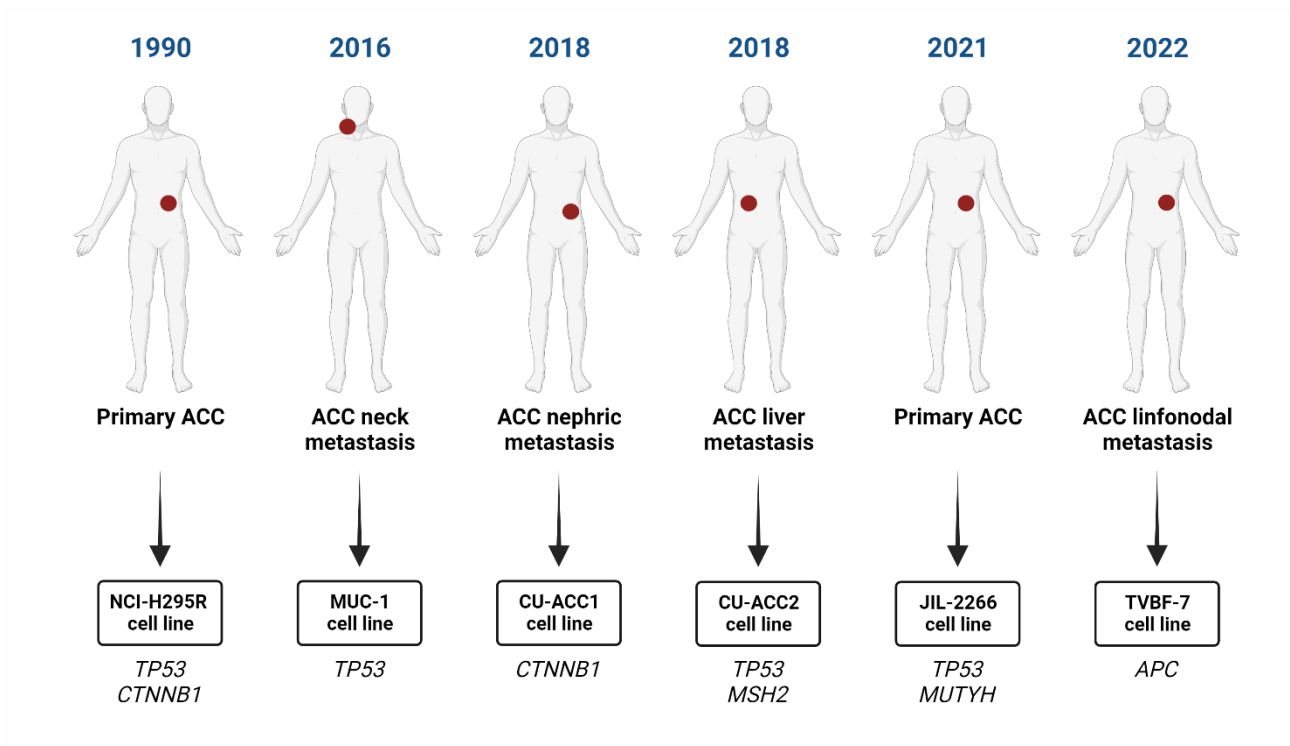 1990
2016
2018
2018
2021
2022
Primary ACC
ACC neck
metastasis
ACC nephric
metastasis
ACC liver
metastasis
Primary ACC
ACC linfonodal
metastasis
NCI-H295R
cell line
MUC-1
cell line
CU-ACC1
cell line
CU-ACC2
cell line
JIL-2266
cell line
TVBF-7
cell line
TP53
CTNNB1
TP53
CTNNB1
TP53
MSH2
TP53
MUTYH
APC